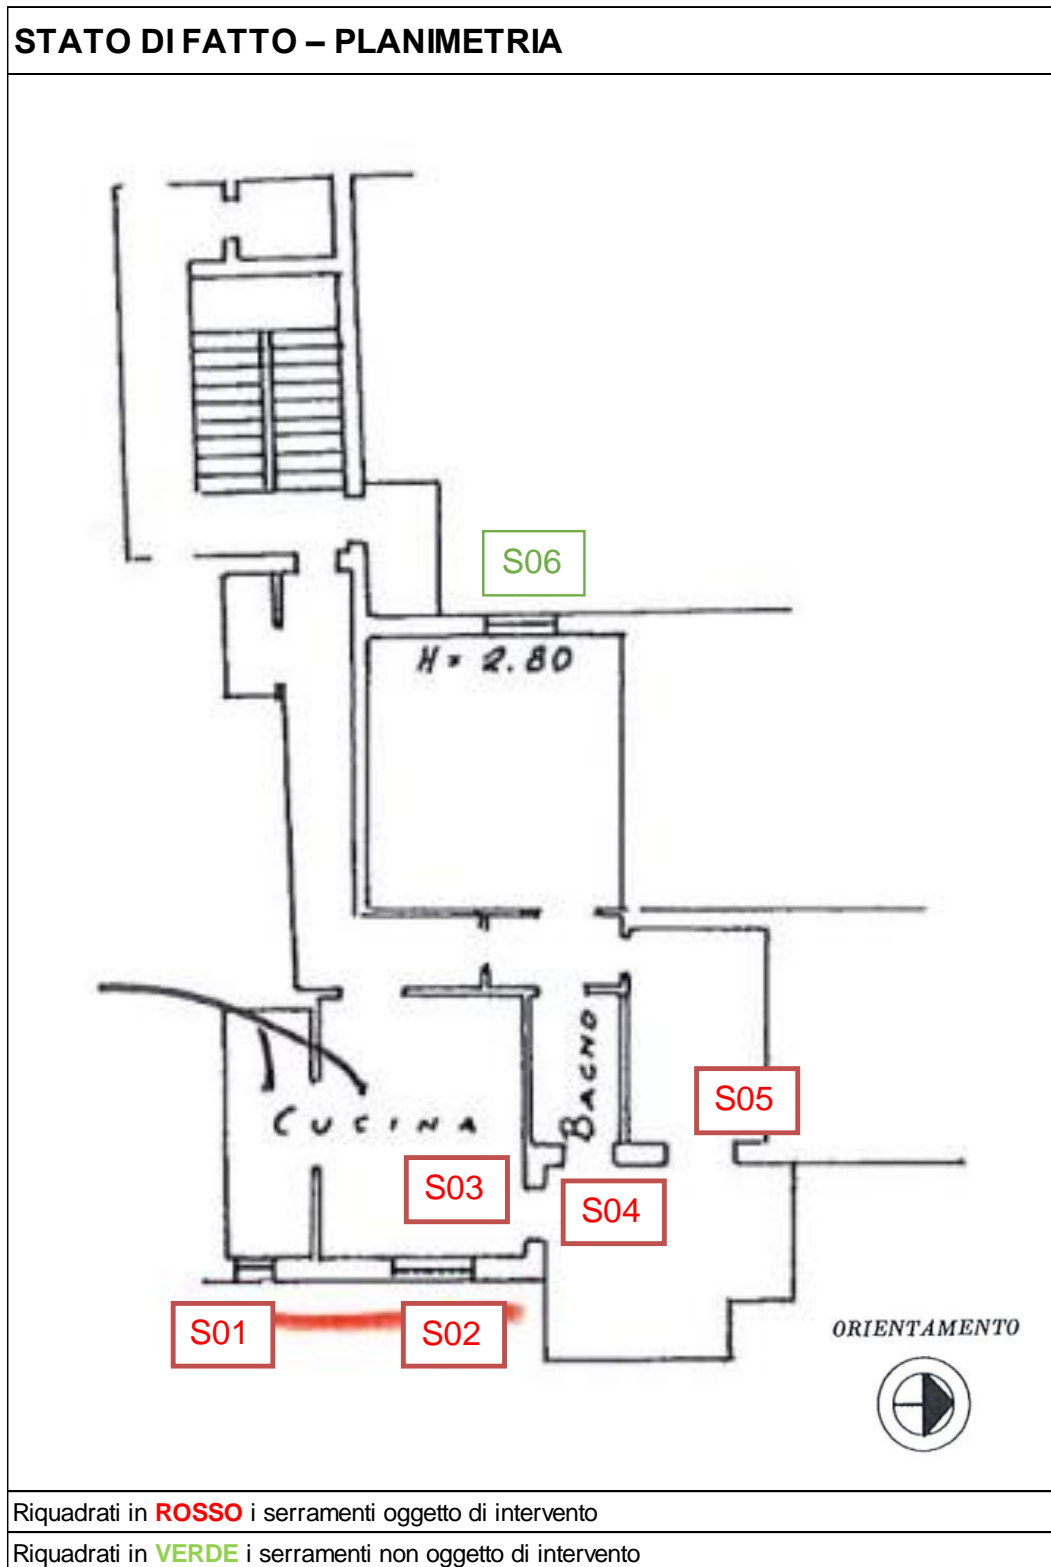 STATO DI FATTO – PLANIMETRIA
S06
H = 2.80
BAGNO
S05
CUCINA
S03
S04
S01
S02
ORIENTAMENTO
Riquadrati in ROSSO i serramenti oggetto di intervento
Riquadrati in VERDE i serramenti non oggetto di intervento